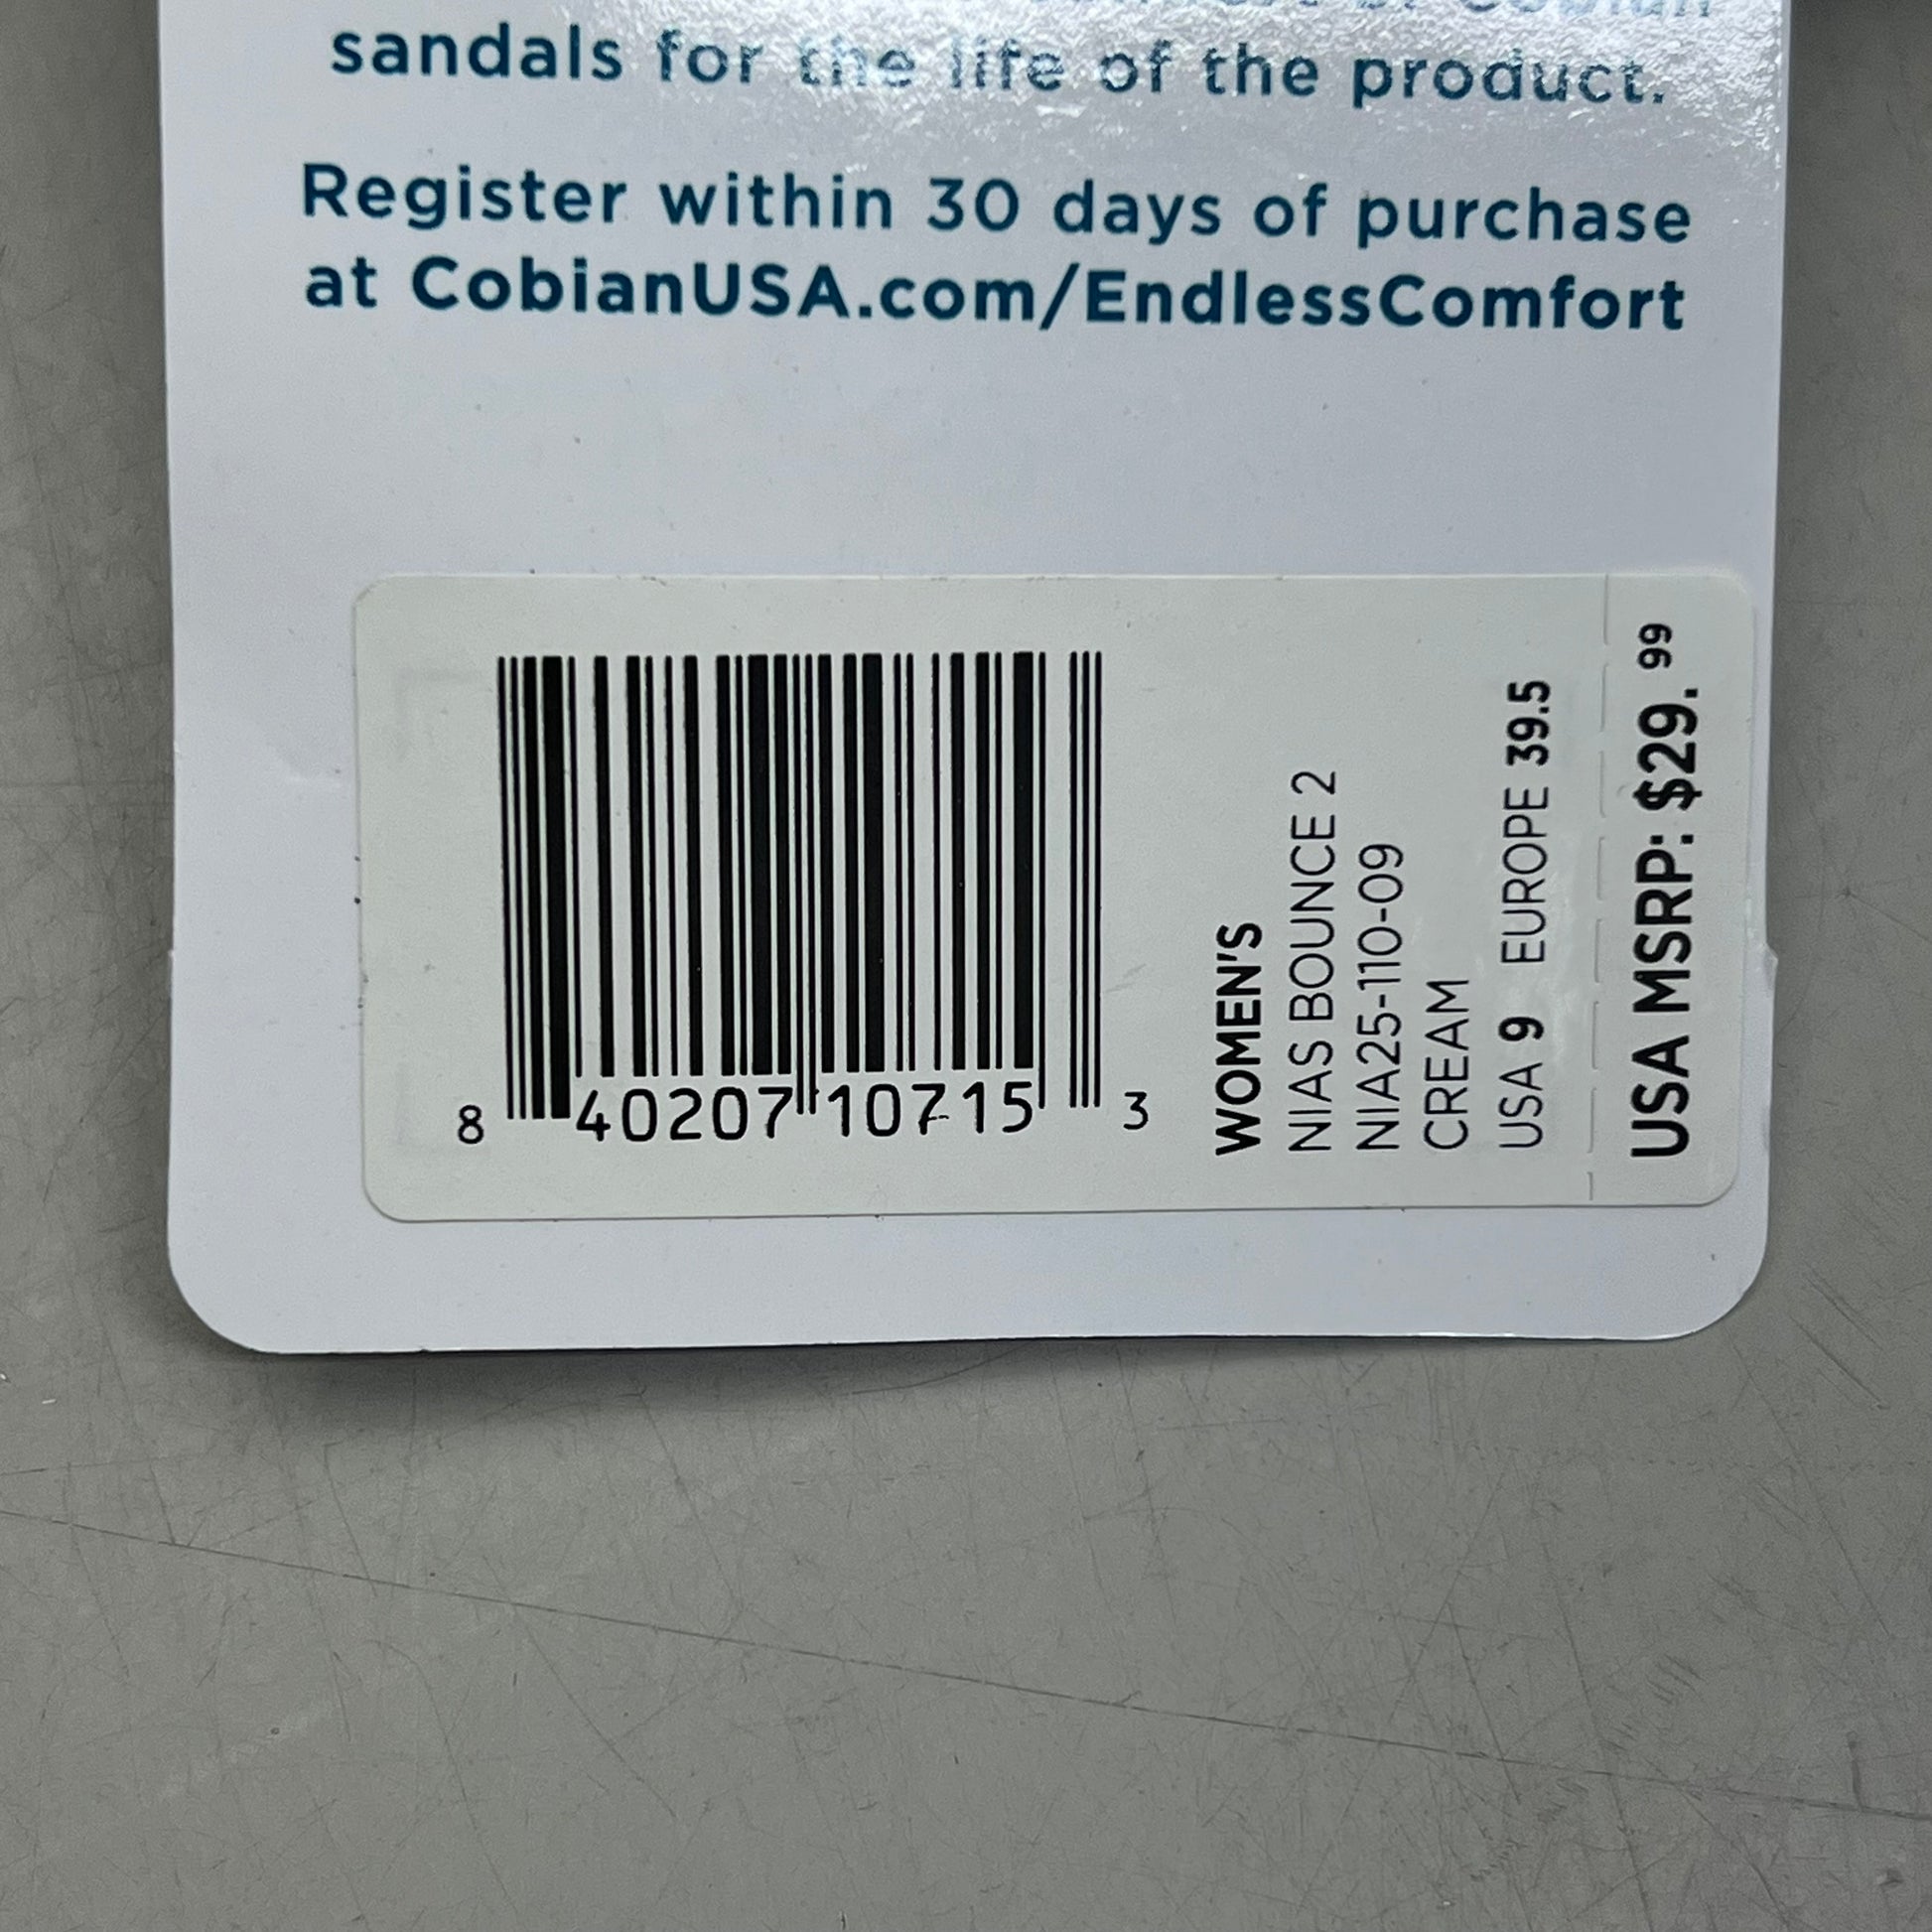 sandals for the life of the product.
Register within 30 days of purchase
at CobianUSA.com/EndlessComfort
8 40207 10715 3
WOMEN'S
NIAS BOUNCE 2
NIA25-110-09
CREAM
USA 9 EUROPE 39.5
USA MSRP: $29.99